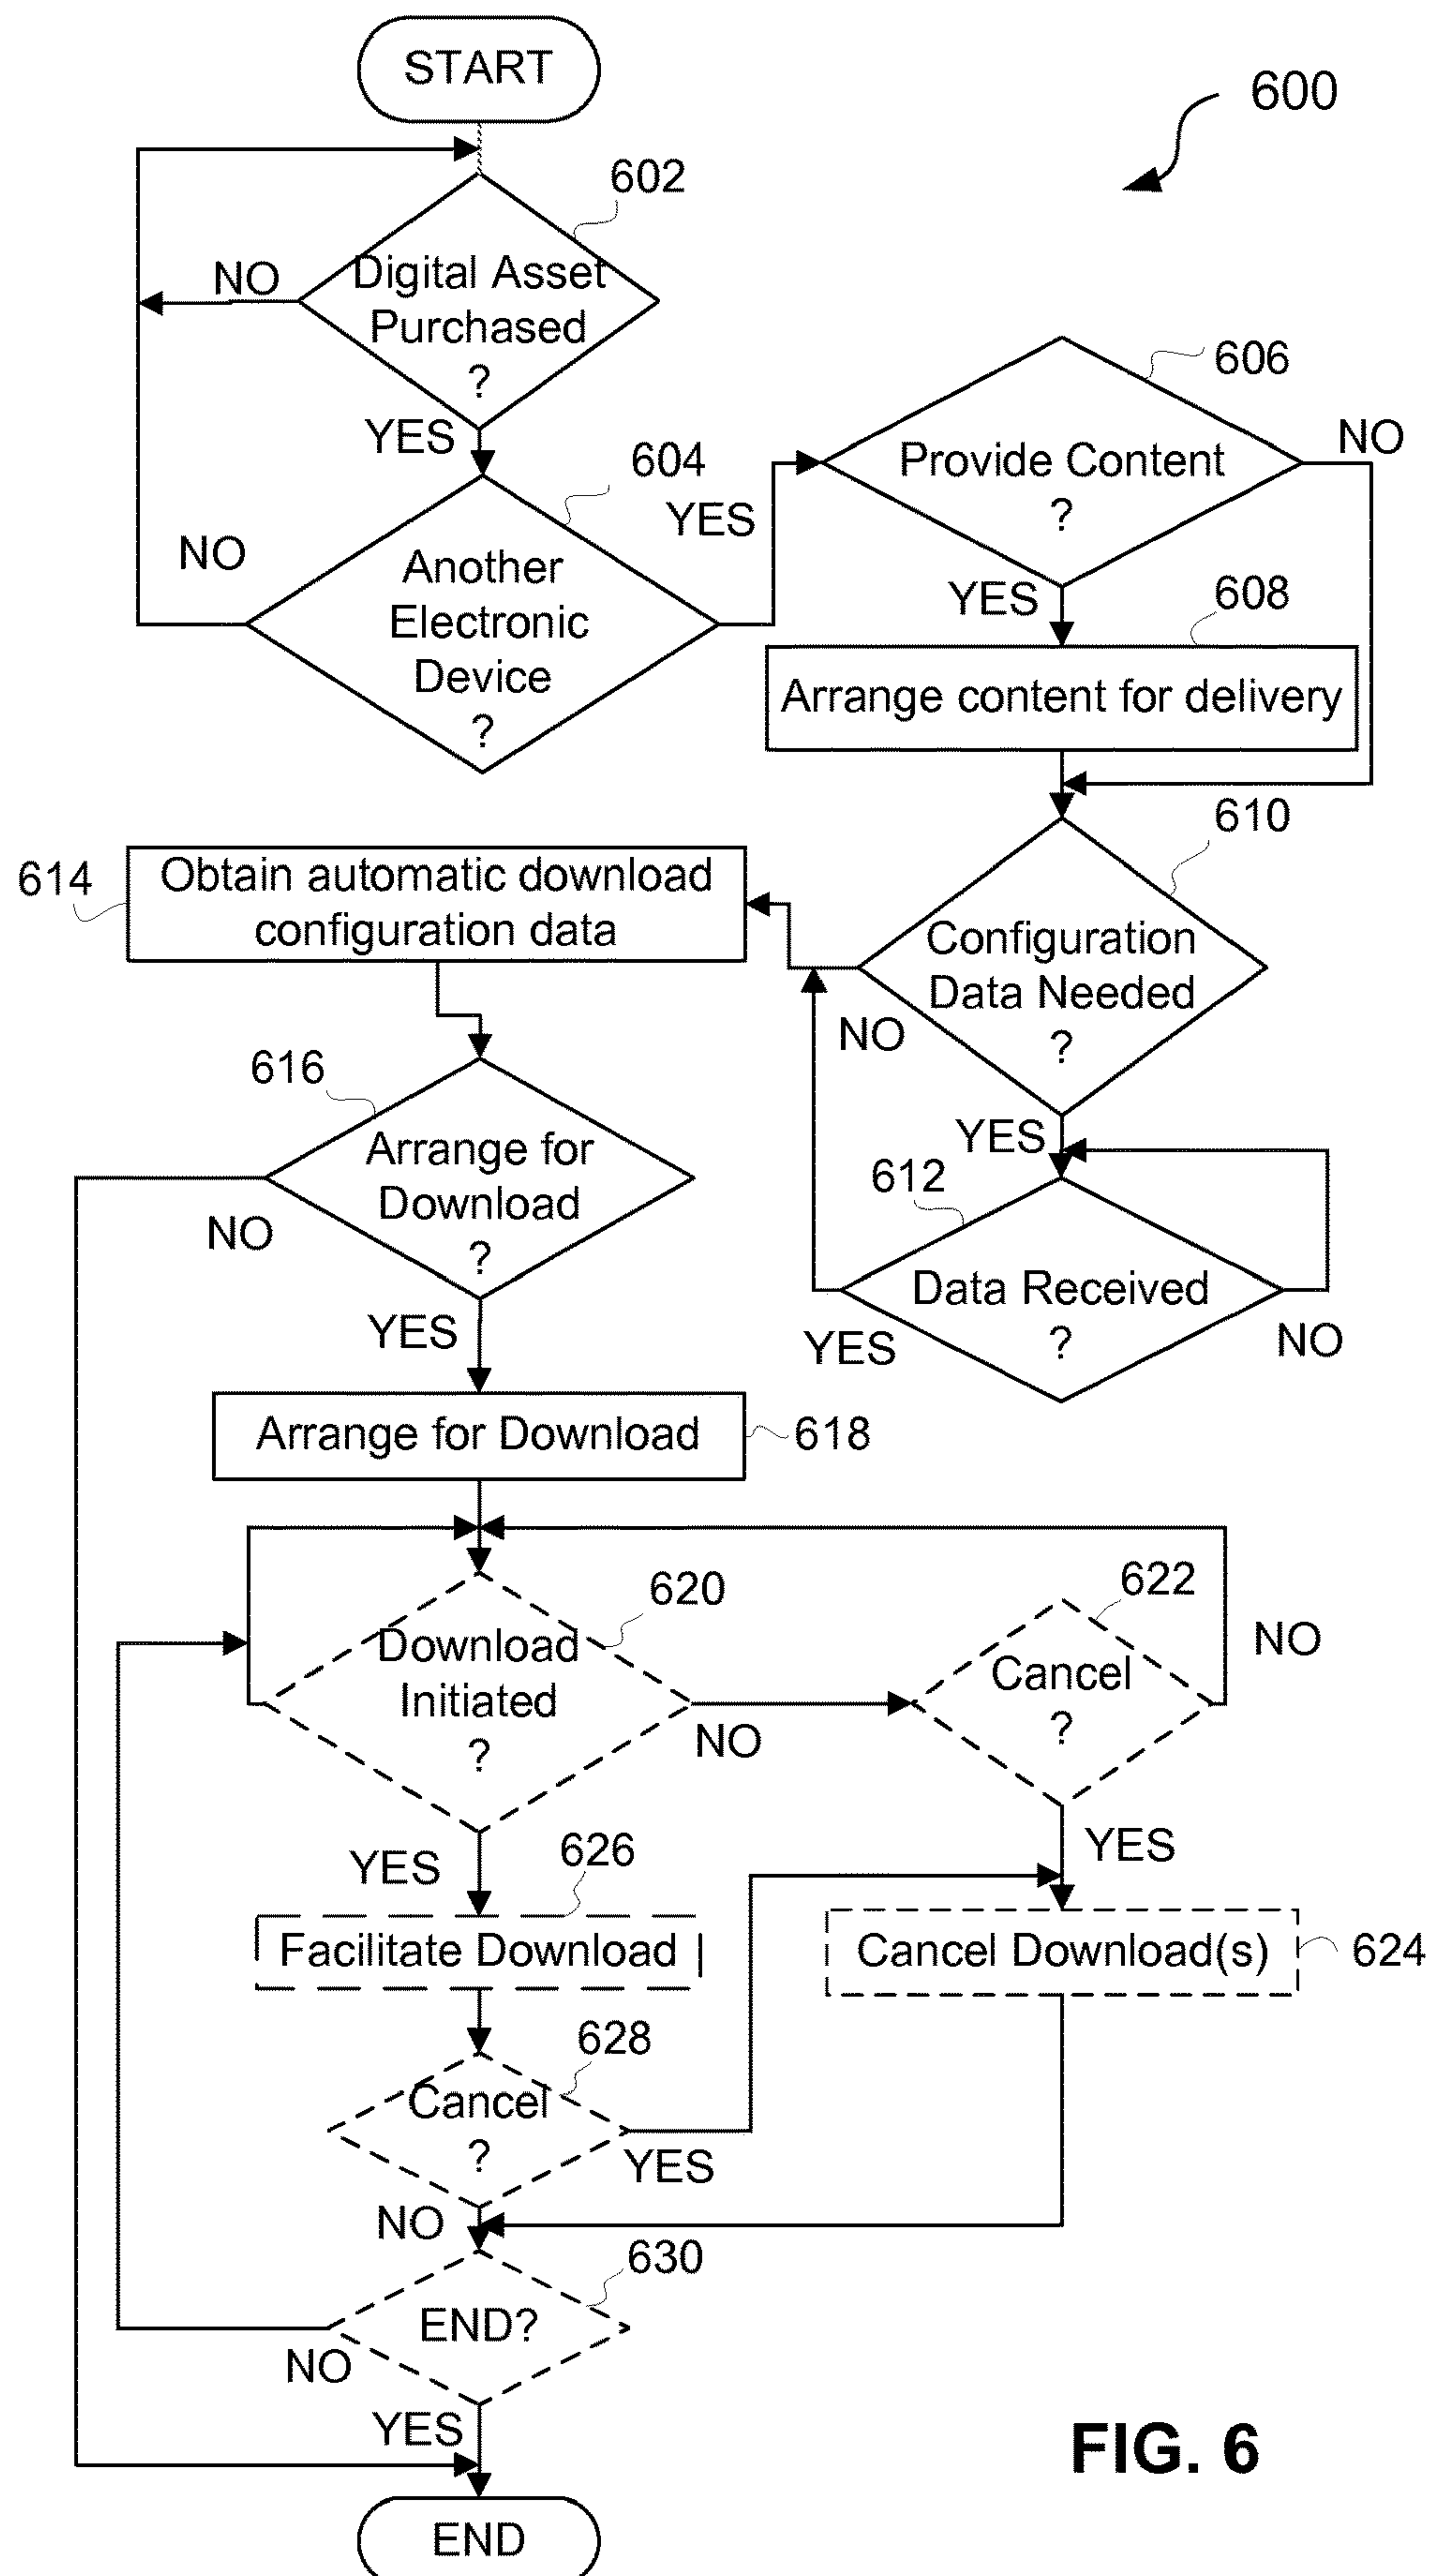 START
600
602
NO
Digital Asset
Purchased
?
YES
606
NO
Provide Content
?
604
YES
NO
Another
Electronic
Device
?
YES
608
Arrange content for delivery
610
614
Obtain automatic download
configuration data
Configuration
Data Needed
?
NO
616
Arrange for
Download
?
NO
YES
612
Data Received
?
YES
NO
YES
Arrange for Download
618
620
Download
Initiated
?
NO
622
Cancel
?
NO
YES
YES
626
Facilitate Download
Cancel Download(s)
624
628
Cancel
?
YES
NO
630
END?
NO
YES
FIG. 6
END